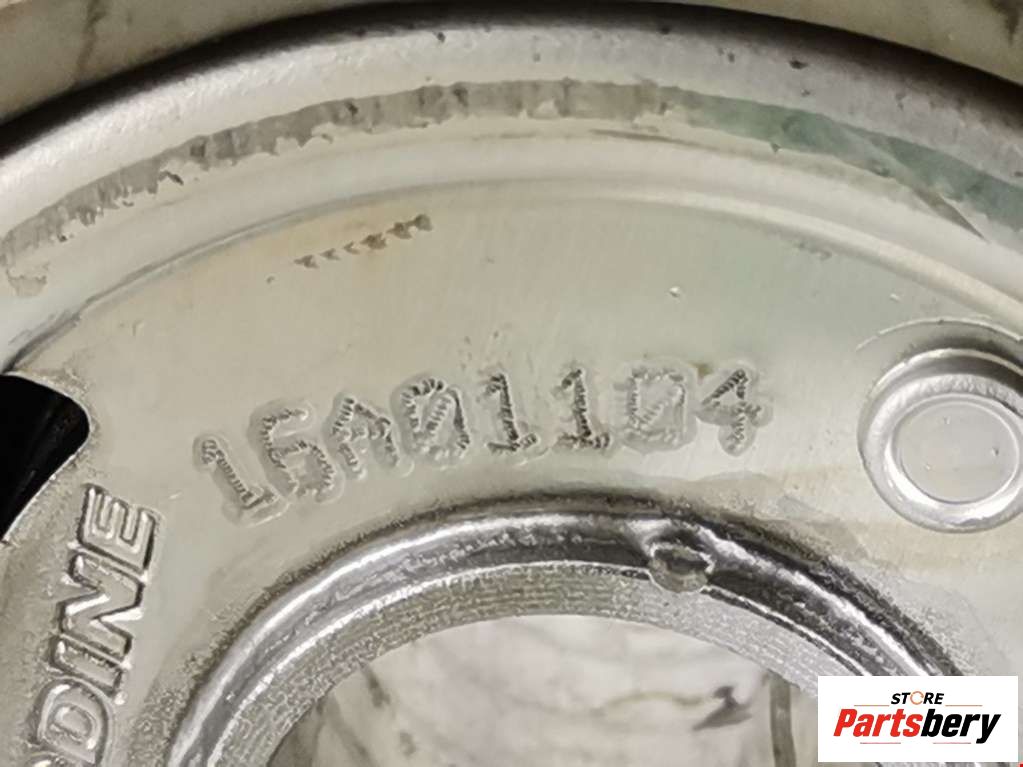 16A01104
DINE
STORE
Partsbery